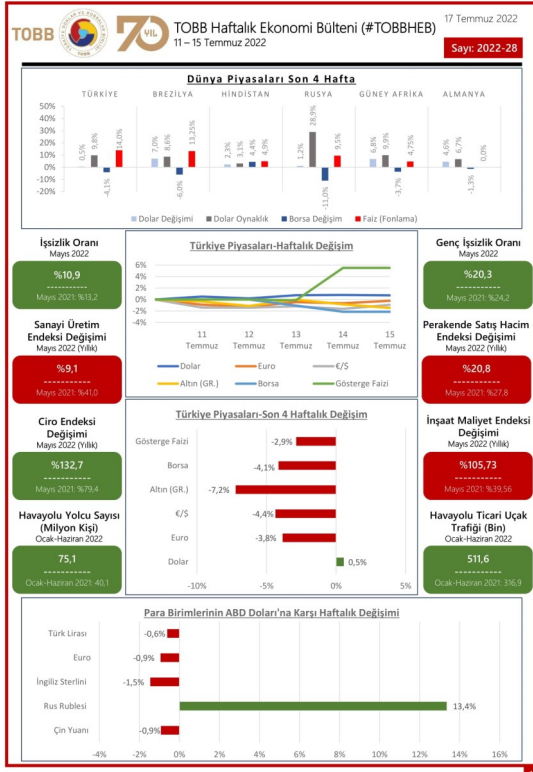 TOBB
70
YIL
TOBB Haftalık Ekonomi Bülteni (#TOBBHEB)
11 – 15 Temmuz 2022
17 Temmuz 2022
Sayı: 2022-28
Dünya Piyasaları Son 4 Hafta
TÜRKİYE BREZİLYA HİNDİSTAN RUSYA GÜNEY AFRİKA ALMANYA
50%
40%
30%
20%
10%
0%
-10%
-20%
0,5% 9,8% -4,1% 14,0%
7,0% 8,6% -6,0% 13,25%
2,3% 3,1% 4,4% 4,9%
1,2% 28,9% -11,0% 9,5%
6,8% 9,9% -3,7% 4,75%
4,6% 6,7% -1,3% 0,0%
Dolar Değişimi Dolar Oynaklık Borsa Değişim Faiz (Fonlama)
İşsizlik Oranı
Mayıs 2022
%10,9
-----------
Mayıs 2021: %13,2
Sanayi Üretim
Endeksi Değişimi
Mayıs 2022 (Yıllık)
%9,1
-----------
Mayıs 2021: %41,0
Ciro Endeksi
Değişimi
Mayıs 2022 (Yıllık)
%132,7
-----------
Mayıs 2021: %79,4
Havayolu Yolcu Sayısı
(Milyon Kişi)
Ocak-Haziran 2022
75,1
-----------
Ocak-Haziran 2021: 40,1
Türkiye Piyasaları-Haftalık Değişim
6%
4%
2%
0%
-2%
-4%
11 12 13 14 15
Temmuz Temmuz Temmuz Temmuz Temmuz
Dolar Euro €/$
Altın (GR.) Borsa Gösterge Faizi
Türkiye Piyasaları-Son 4 Haftalık Değişim
Gösterge Faizi -2,9%
Borsa -4,1%
Altın (GR.) -7,2%
€/$ -4,4%
Euro -3,8%
Dolar 0,5%
-10% -5% 0% 5%
Genç İşsizlik Oranı
Mayıs 2022
%20,3
-----------
Mayıs 2021: %24,2
Perakende Satış Hacim
Endeksi Değişimi
Mayıs 2022 (Yıllık)
%20,8
-----------
Mayıs 2021: %27,8
İnşaat Maliyet Endeksi
Değişimi
Mayıs 2022 (Yıllık)
%105,73
-----------
Mayıs 2021: %39,56
Havayolu Ticari Uçak
Trafiği (Bin)
Ocak-Haziran 2022
511,6
-----------
Ocak-Haziran 2021: 316,9
Para Birimlerinin ABD Doları'na Karşı Haftalık Değişimi
Türk Lirası -0,6%
Euro -0,9%
İngiliz Sterlini -1,5%
Rus Rublesi 13,4%
Çin Yuanı -0,9%
-4% -2% 0% 2% 4% 6% 8% 10% 12% 14% 16%